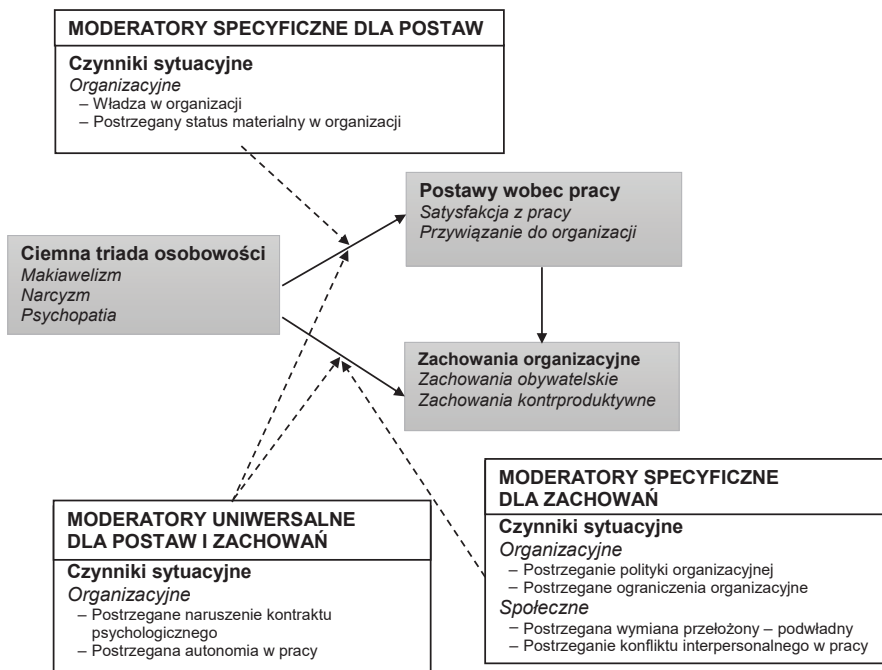 MODERATORY SPECYFICZNE DLA POSTAW
Czynniki sytuacyjne
Organizacyjne
– Władza w organizacji
– Postrzegany status materialny w organizacji
Postawy wobec pracy
Satysfakcja z pracy
Przywiązanie do organizacji
Ciemna triada osobowości
Makiawelizm
Narcyzm
Psychopatia
Zachowania organizacyjne
Zachowania obywatelskie
Zachowania kontrproduktywne
MODERATORY UNIWERSALNE
DLA POSTAW I ZACHOWAŃ
Czynniki sytuacyjne
Organizacyjne
– Postrzegane naruszenie kontraktu
psychologicznego
– Postrzegana autonomia w pracy
MODERATORY SPECYFICZNE
DLA ZACHOWAŃ
Czynniki sytuacyjne
Organizacyjne
– Postrzeganie polityki organizacyjnej
– Postrzegane ograniczenia organizacyjne
Społeczne
– Postrzegana wymiana przełożony – podwładny
– Postrzeganie konfliktu interpersonalnego w pracy